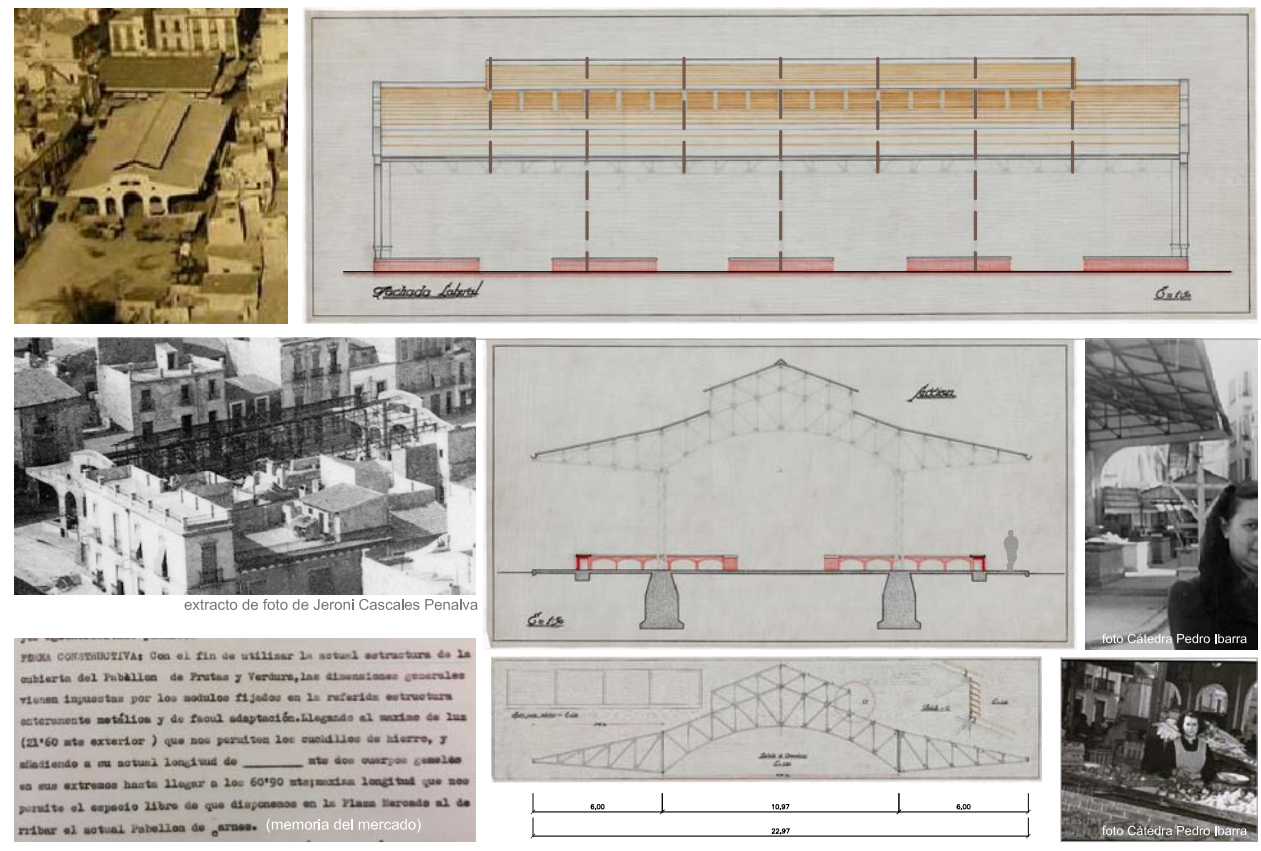 Fachada Lateral
Sección
extracto de foto de Jeroni Cascales Penalva
foto Cátedra Pedro Ibarra
FORMA CONSTRUCTIVA: Con el fin de utilizar la actual estructura de la
cubierta del Pabellon de Frutas y Verdura,las dimensiones generales
vienen impuestas por los modulos fijados en la referida estructura
enteramente metálica y de facul adaptación.Llegando al maximo de luz
(21'60 mts exterior ) que nos permiten los cuchillos de hierro, y
añadiendo a su actual longitud de ________ mts dos cuerpos gemelos
en sus extremos hasta llegar a los 60'90 mts;maxima longitud que nos
permite el espacio libre de que disponemos en la Plaza Mercado al de
rribar el actual Pabellon de Carnes.
(memoria del mercado)
6,00
10,97
6,00
22,97
foto Cátedra Pedro Ibarra